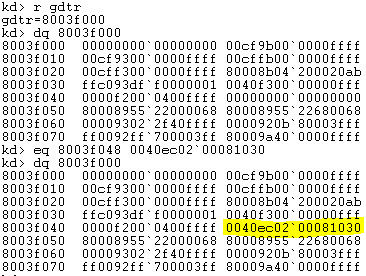 kd> r gdtr
gdtr=8003f000
kd> dq 8003f000
8003f000  00000000`00000000 00cf9b00`0000ffff
8003f010  00cf9300`0000ffff 00cffb00`0000ffff
8003f020  00cff300`0000ffff 80008b04`200020ab
8003f030  ffc093df`f0000001 0040f300`0000ffff
8003f040  0000f200`0400ffff 00000000`00000000
8003f050  80008955`22000068 80008955`22680068
8003f060  00009302`2f40ffff 0000920b`80003fff
8003f070  ff0092ff`700003ff 80009a40`0000ffff
kd> eq 8003f048 0040ec02`00081030
kd> dq 8003f000
8003f000  00000000`00000000 00cf9b00`0000ffff
8003f010  00cf9300`0000ffff 00cffb00`0000ffff
8003f020  00cff300`0000ffff 80008b04`200020ab
8003f030  ffc093df`f0000001 0040f300`0000ffff
8003f040  0000f200`0400ffff 0040ec02`00081030
8003f050  80008955`22000068 80008955`22680068
8003f060  00009302`2f40ffff 0000920b`80003fff
8003f070  ff0092ff`700003ff 80009a40`0000ffff